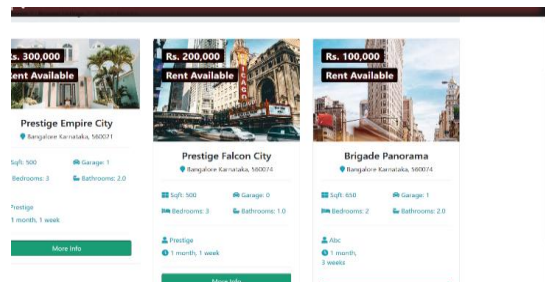 Rs. 300,000
Rent Available
Prestige Empire City
Bangalore Karnataka, 560021
Sqft: 500
Garage: 1
Bedrooms: 3
Bathrooms: 2.0
Prestige
1 month, 1 week
More Info
Rs. 200,000
Rent Available
Prestige Falcon City
Bangalore Karnataka, 560074
Sqft: 500
Garage: 0
Bedrooms: 3
Bathrooms: 1.0
Prestige
1 month, 1 week
More Info
Rs. 100,000
Rent Available
Brigade Panorama
Bangalore Karnataka, 560074
Sqft: 650
Garage: 1
Bedrooms: 2
Bathrooms: 2.0
Abc
1 month,
3 weeks